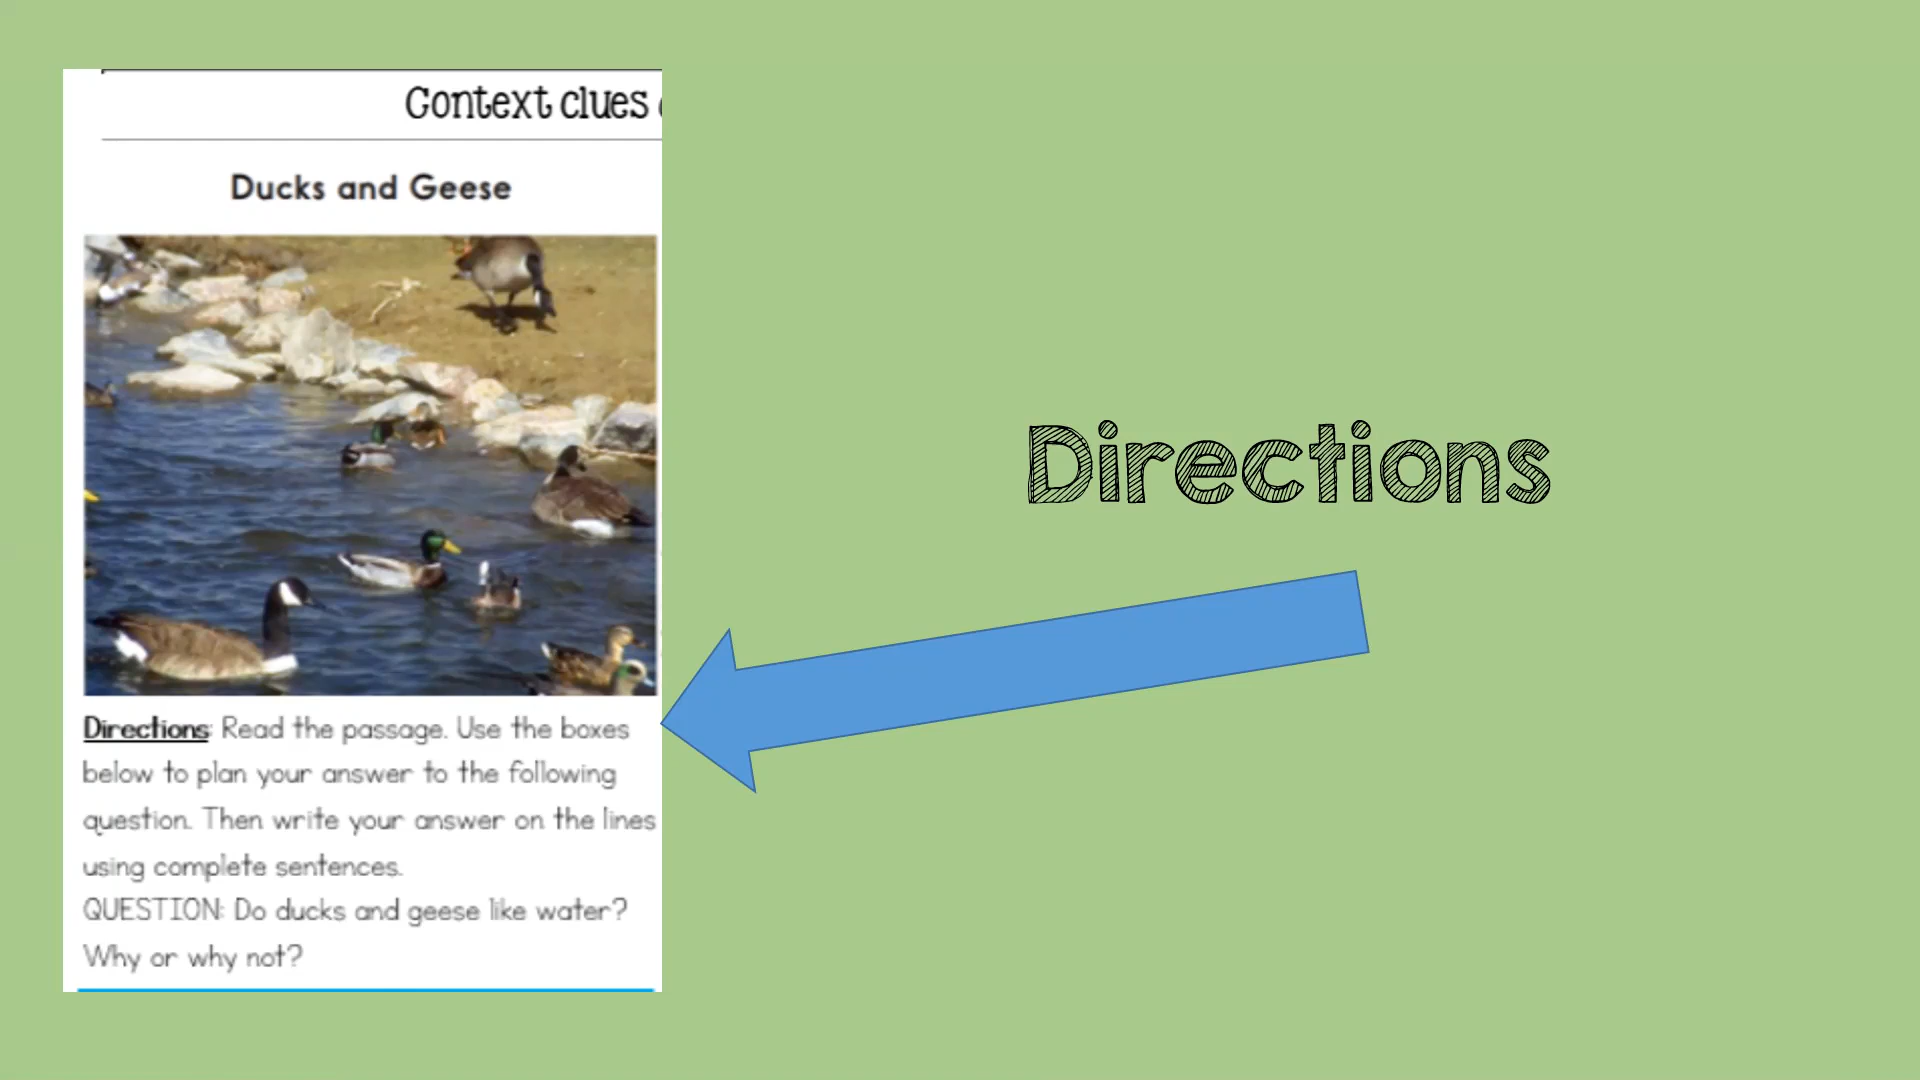 Context clues
Ducks and Geese
Directions: Read the passage. Use the boxes
below to plan your answer to the following
question. Then write your answer on the lines
using complete sentences.
QUESTION: Do ducks and geese like water?
Why or why not?
Directions